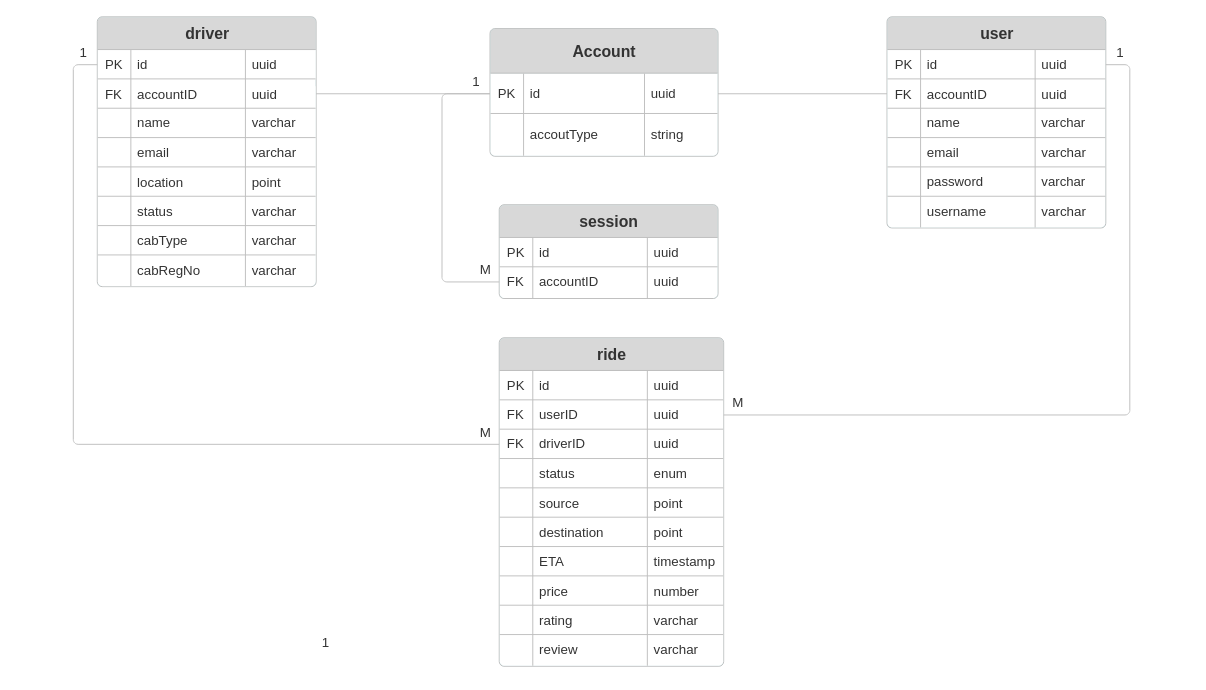 driver
1
PK id uuid
FK accountID uuid
name varchar
email varchar
location point
status varchar
cabType varchar
cabRegNo varchar
Account
1
PK id uuid
accoutType string
user
1
PK id uuid
FK accountID uuid
name varchar
email varchar
password varchar
username varchar
session
PK id uuid
M
FK accountID uuid
ride
PK id uuid
M
FK userID uuid
M
FK driverID uuid
status enum
source point
destination point
ETA timestamp
price number
rating varchar
review varchar
1